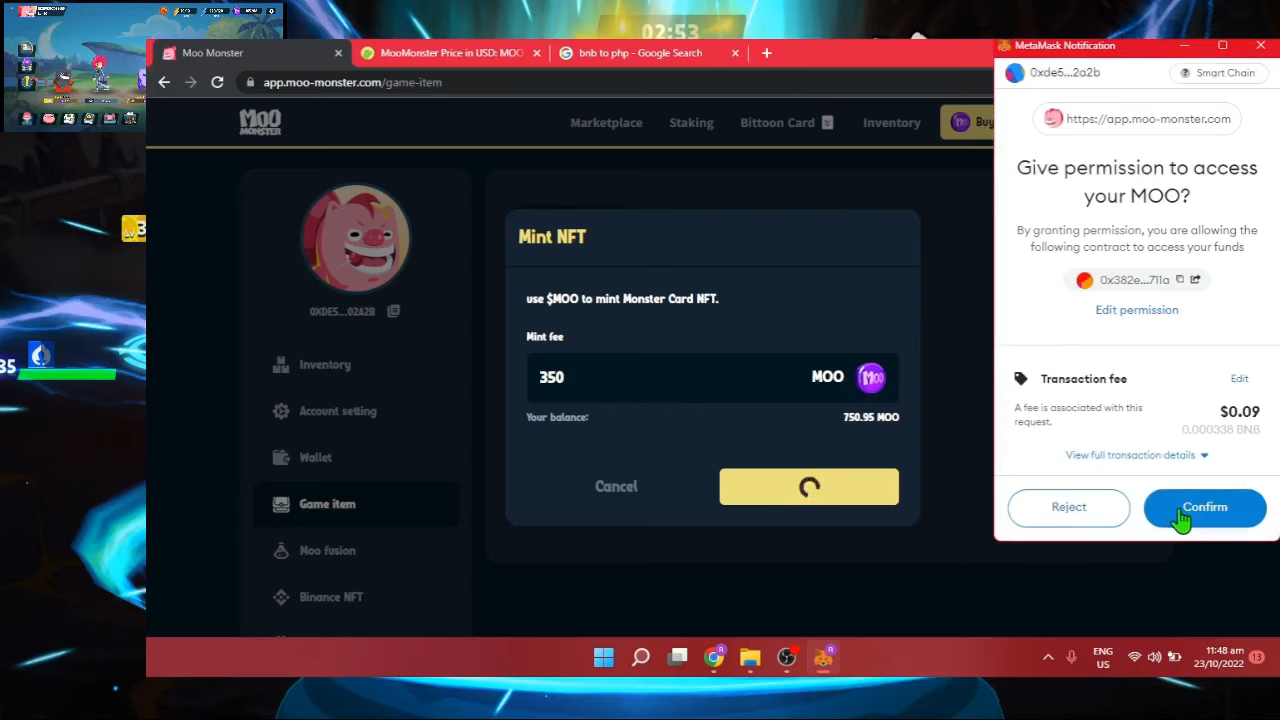 02:53
Moo Monster
MooMonster Price in USD: MOO
bnb to php - Google Search
app.moo-monster.com/game-item
MOO
MONSTER
Marketplace
Staking
Bittoon Card
Inventory
Buy
0XDE5...02A2B
Inventory
Account setting
Wallet
Game item
Moo fusion
Binance NFT
Mint NFT
use $MOO to mint Monster Card NFT.
Mint fee
350
MOO
Your balance:
750.95 MOO
Cancel
MetaMask Notification
0xde5...2a2b
Smart Chain
https://app.moo-monster.com
Give permission to access
your MOO?
By granting permission, you are allowing the
following contract to access your funds
0x382e...711a
Edit permission
Transaction fee
Edit
A fee is associated with this
request.
$0.09
0.000338 BNB
View full transaction details
Reject
Confirm
35
ENG
US
11:48 am
23/10/2022
13